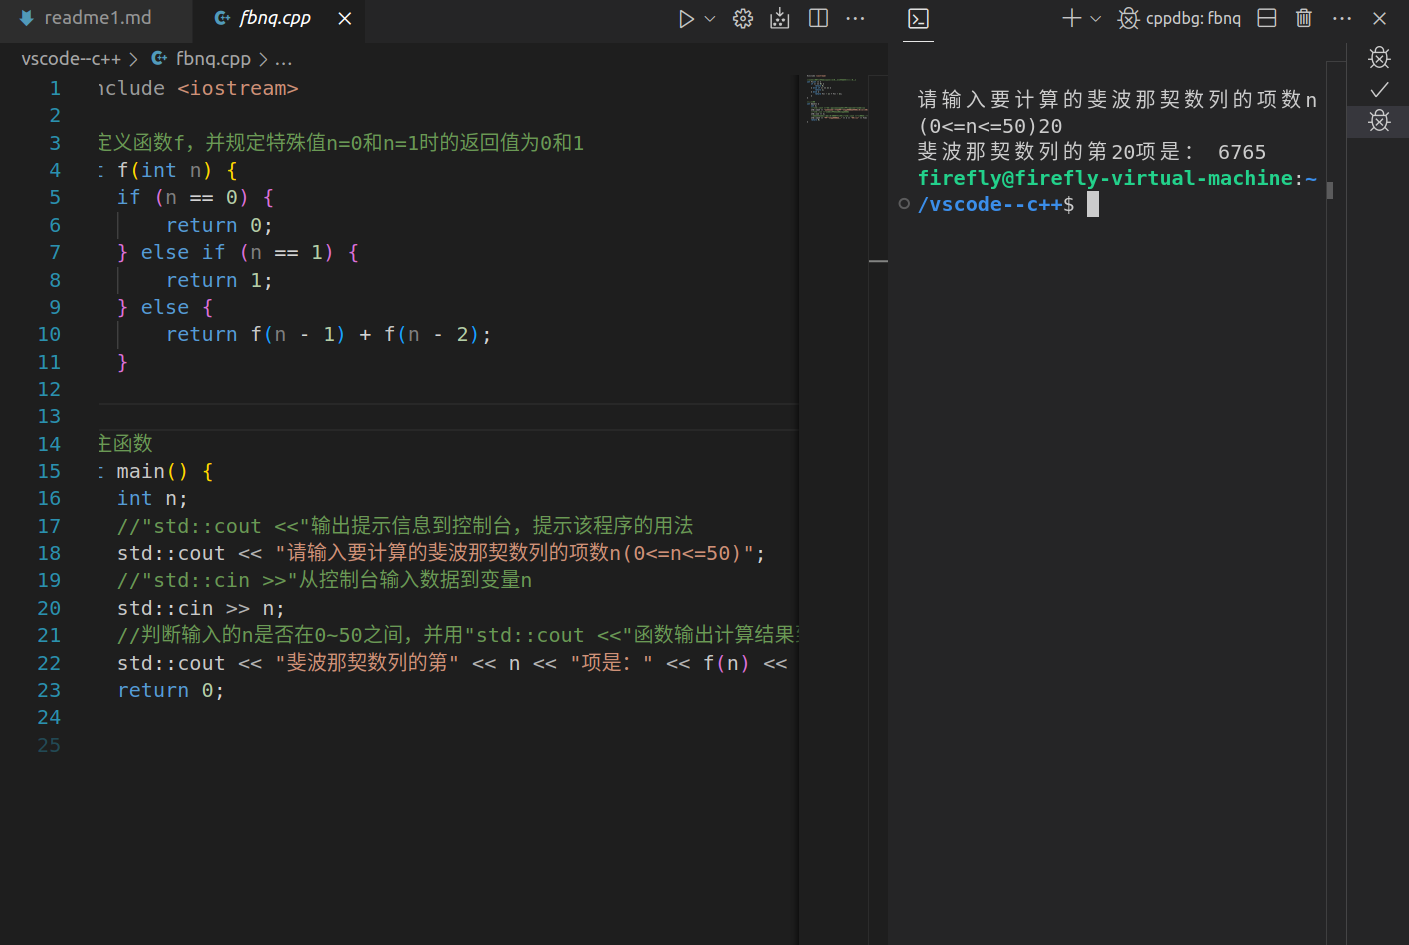 readme1.md
fbnq.cpp
cppdbg: fbnq
vscode--c++ > fbnq.cpp > ...
1 nclude <iostream>
2
3 定义函数f，并规定特殊值n=0和n=1时的返回值为0和1
4 t f(int n) {
5 if (n == 0) {
6 return 0;
7 } else if (n == 1) {
8 return 1;
9 } else {
10 return f(n - 1) + f(n - 2);
11 }
12
13
14 主函数
15 t main() {
16 int n;
17 //"std::cout <<"输出提示信息到控制台，提示该程序的用法
18 std::cout << "请输入要计算的斐波那契数列的项数n(0<=n<=50)";
19 //"std::cin >>"从控制台输入数据到变量n
20 std::cin >> n;
21 //判断输入的n是否在0~50之间，并用"std::cout <<"函数输出计算结果
22 std::cout << "斐波那契数列的第" << n << "项是：" << f(n) <<
23 return 0;
24
25
请输入要计算的斐波那契数列的项数n
(0<=n<=50)20
斐波那契数列的第20项是： 6765
firefly@firefly-virtual-machine:~
/vscode--c++$